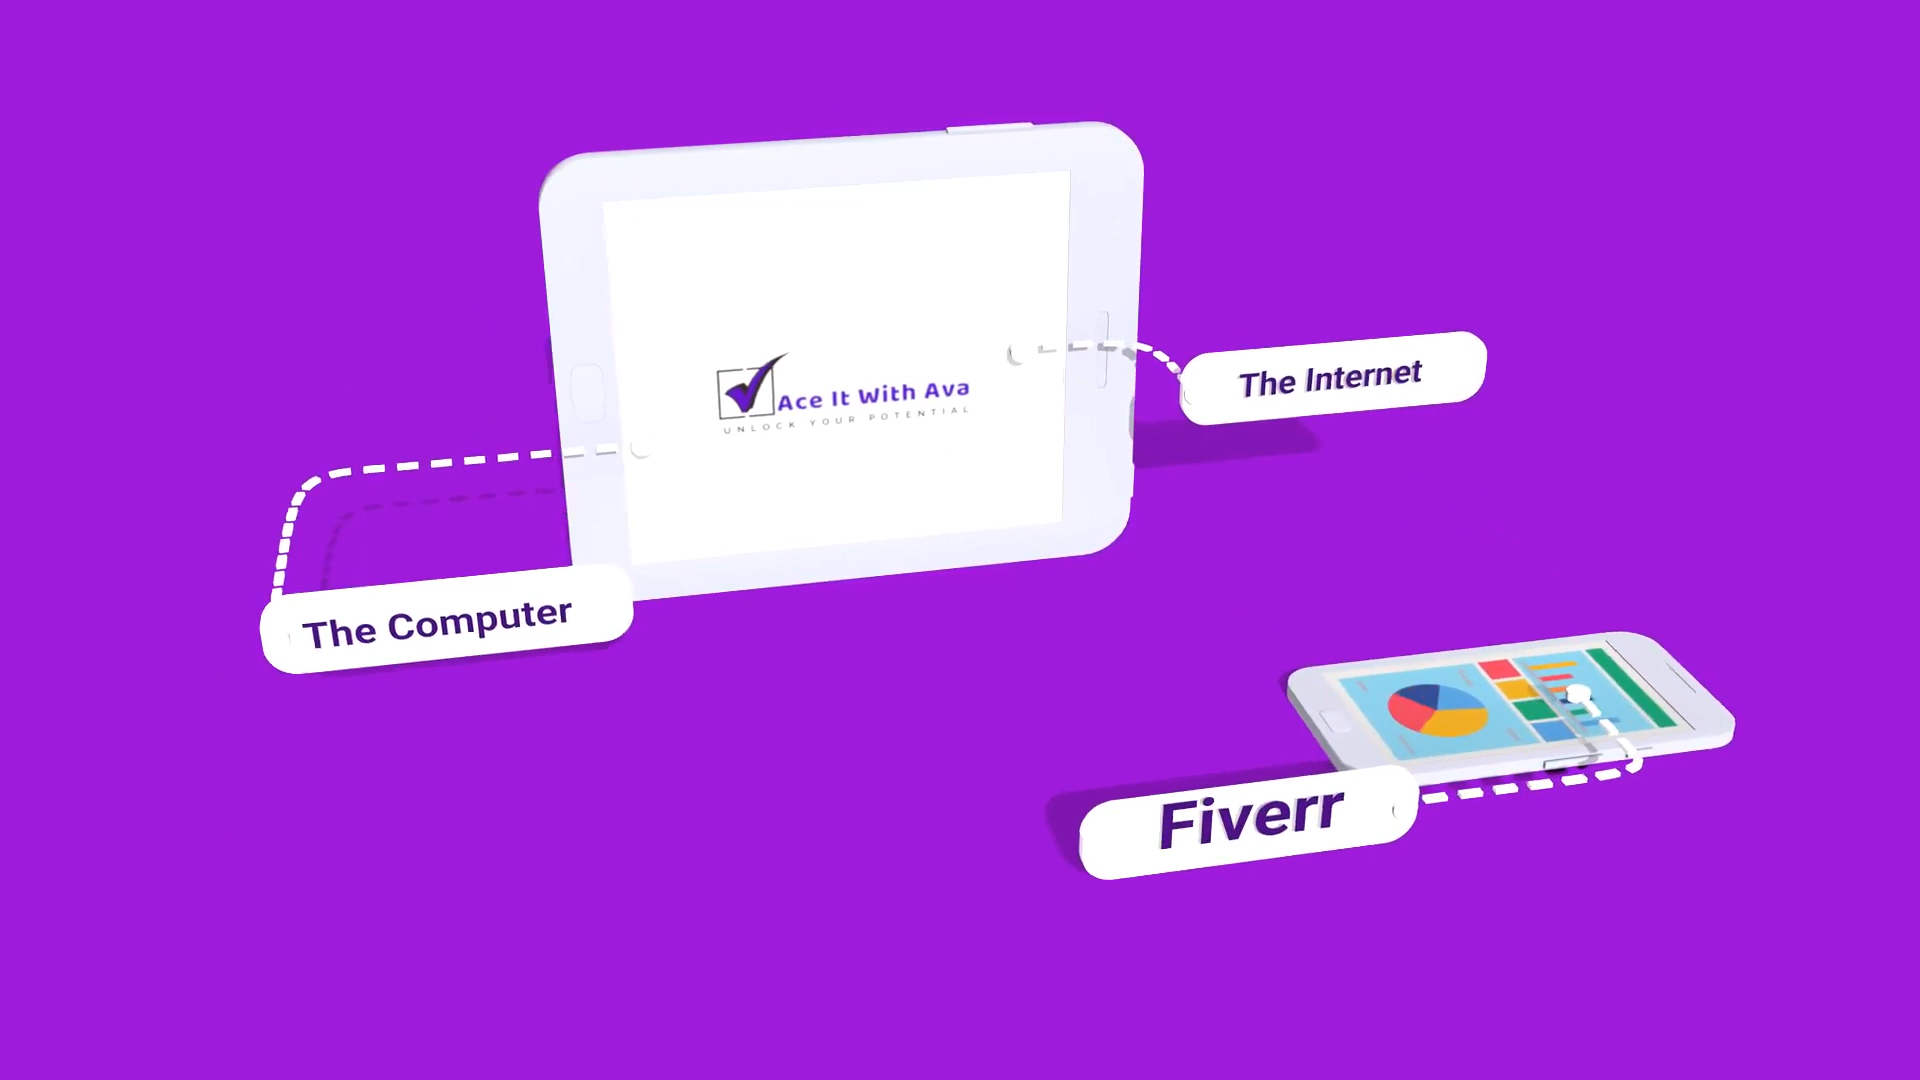 Ace It With Ava
UNLOCK YOUR POTENTIAL
The Internet
The Computer
Fiverr